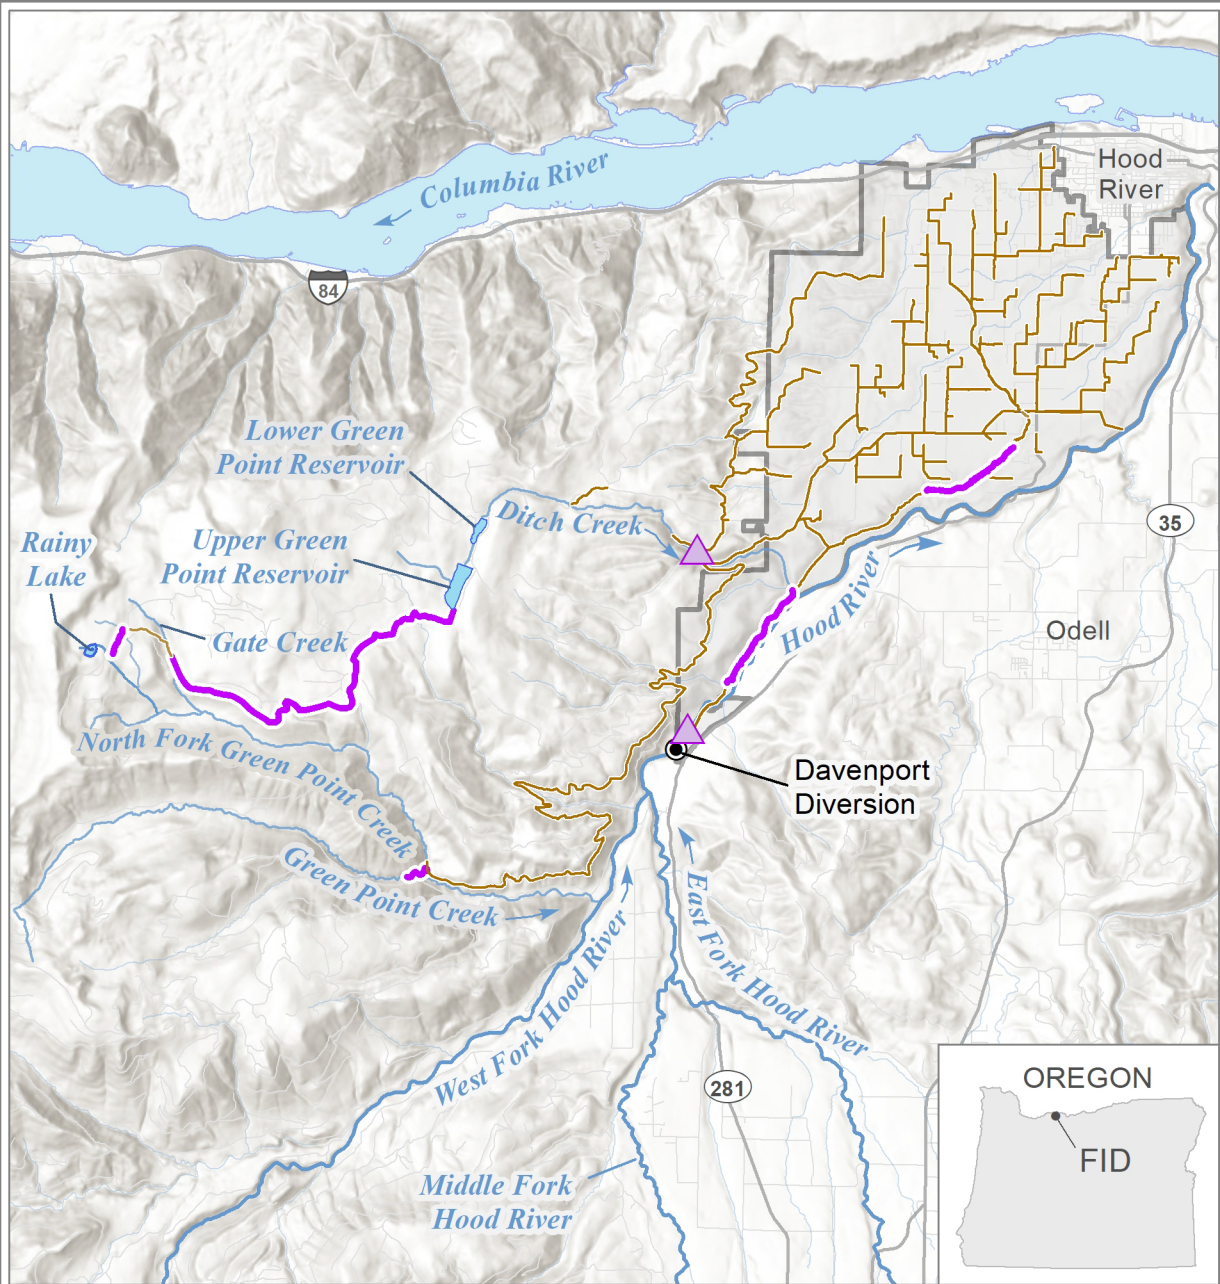 Hood
River
Columbia River
84
Lower Green
Point Reservoir
Ditch Creek
35
Rainy
Lake
Upper Green
Point Reservoir
Gate Creek
Hood River
Odell
North Fork Green Point Creek
Davenport
Diversion
Green Point Creek
East Fork Hood River
West Fork Hood River
281
Middle Fork
Hood River
OREGON
FID